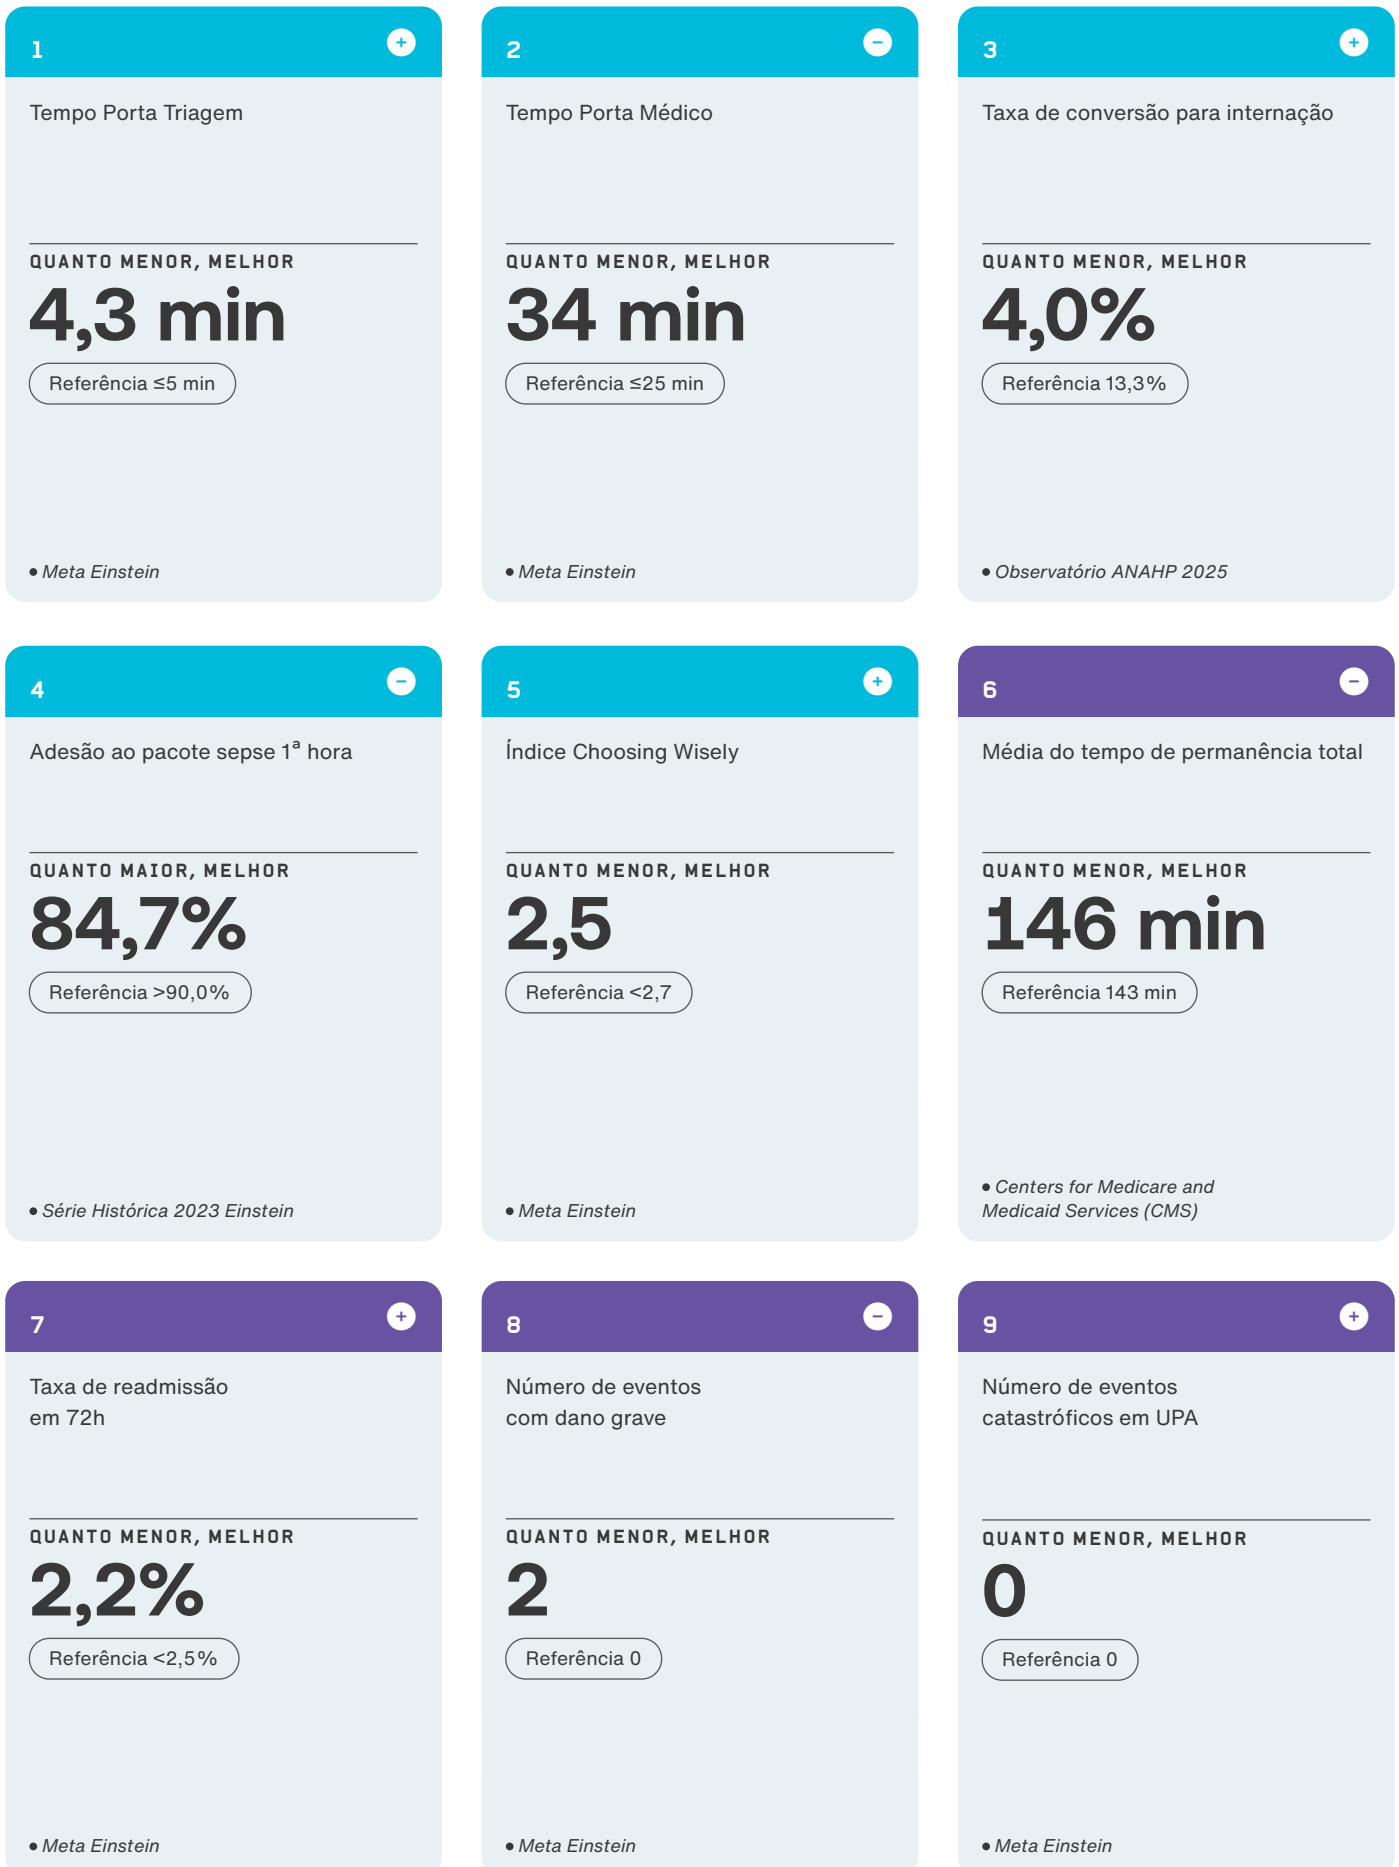 1
+
Tempo Porta Triagem
QUANTO MENOR, MELHOR
4,3 min
Referência ≤5 min
• Meta Einstein
2
−
Tempo Porta Médico
QUANTO MENOR, MELHOR
34 min
Referência ≤25 min
• Meta Einstein
3
+
Taxa de conversão para internação
QUANTO MENOR, MELHOR
4,0%
Referência 13,3%
• Observatório ANAHP 2025
4
−
Adesão ao pacote sepse 1ª hora
QUANTO MAIOR, MELHOR
84,7%
Referência >90,0%
• Série Histórica 2023 Einstein
5
+
Índice Choosing Wisely
QUANTO MENOR, MELHOR
2,5
Referência <2,7
• Meta Einstein
6
−
Média do tempo de permanência total
QUANTO MENOR, MELHOR
146 min
Referência 143 min
• Centers for Medicare and
Medicaid Services (CMS)
7
+
Taxa de readmissão
em 72h
QUANTO MENOR, MELHOR
2,2%
Referência <2,5%
• Meta Einstein
8
−
Número de eventos
com dano grave
QUANTO MENOR, MELHOR
2
Referência 0
• Meta Einstein
9
+
Número de eventos
catastróficos em UPA
QUANTO MENOR, MELHOR
0
Referência 0
• Meta Einstein